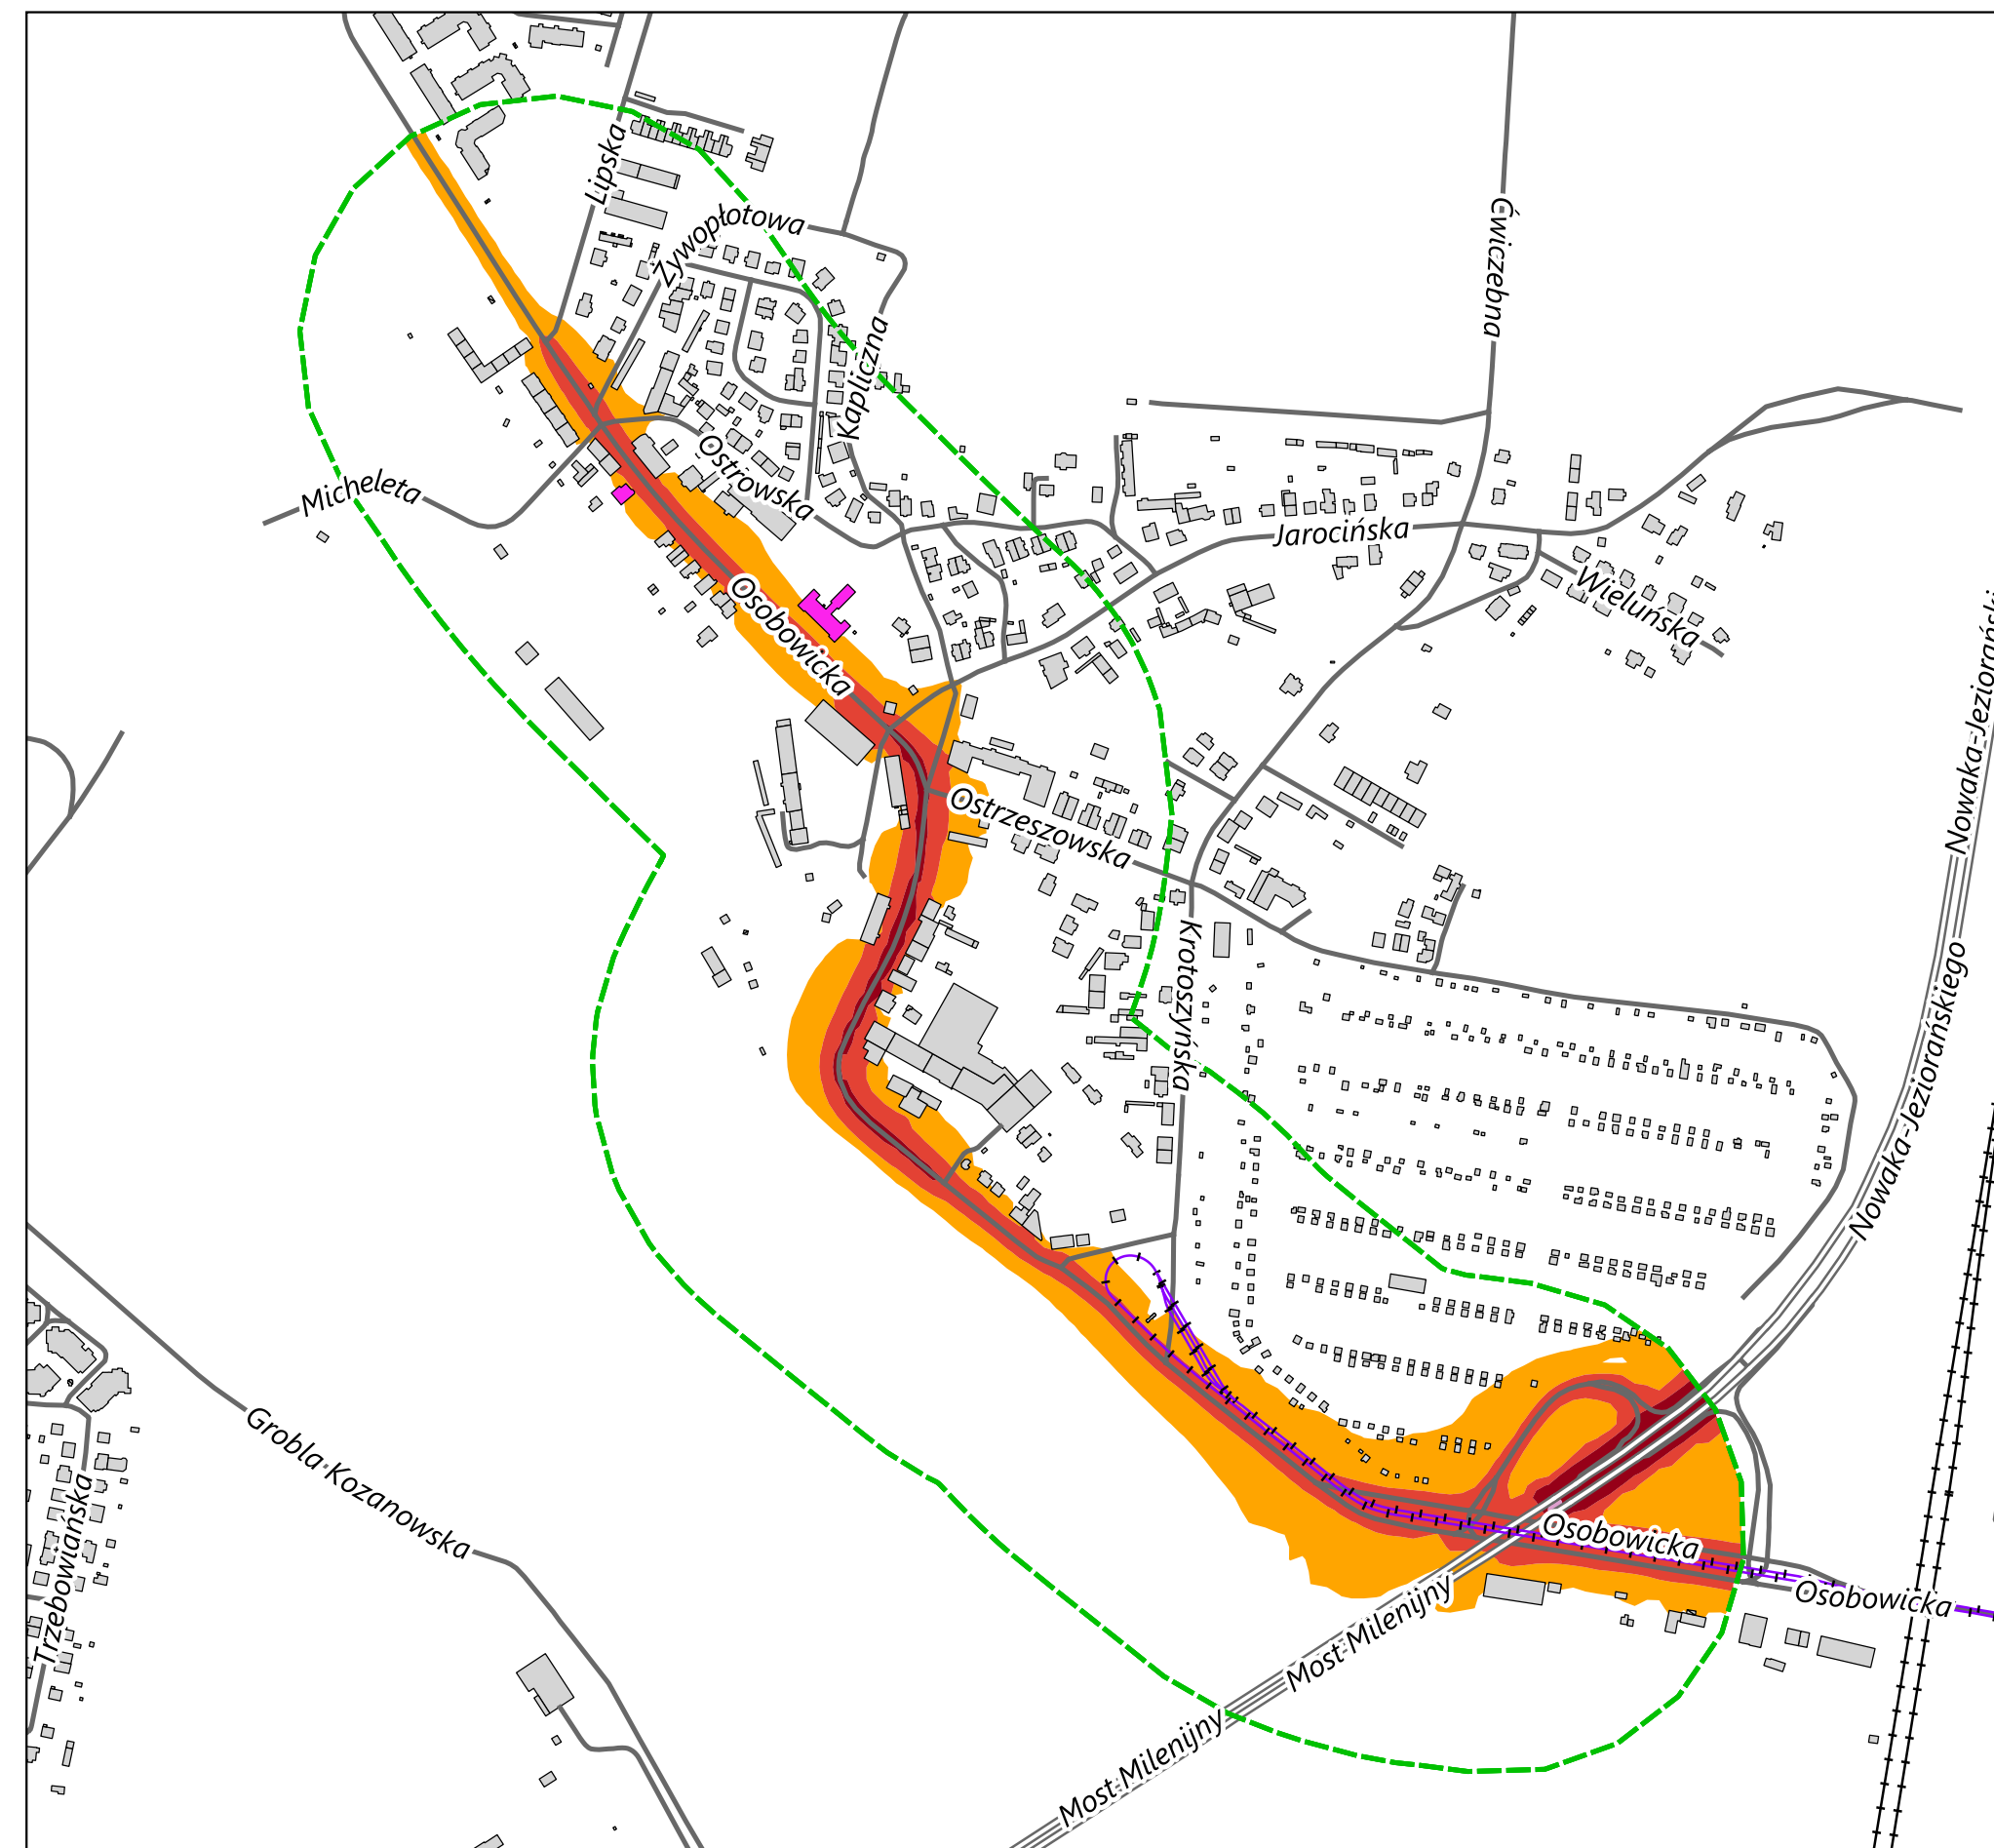 Lipska
Żywopłotowa
Ćwiczebna
Kapliczna
Ostrowska
Micheleta
Jarocińska
Wieluńska
Osobowicka
Nowaka-Jeziorański
Ostrzeszowska
Krotoszyńska
Nowaka-Jeziorańskiego
Grobla Kozanowska
Trzebowiańska
Osobowicka
Osobowicka
Most Milenijny
Most Milenijny